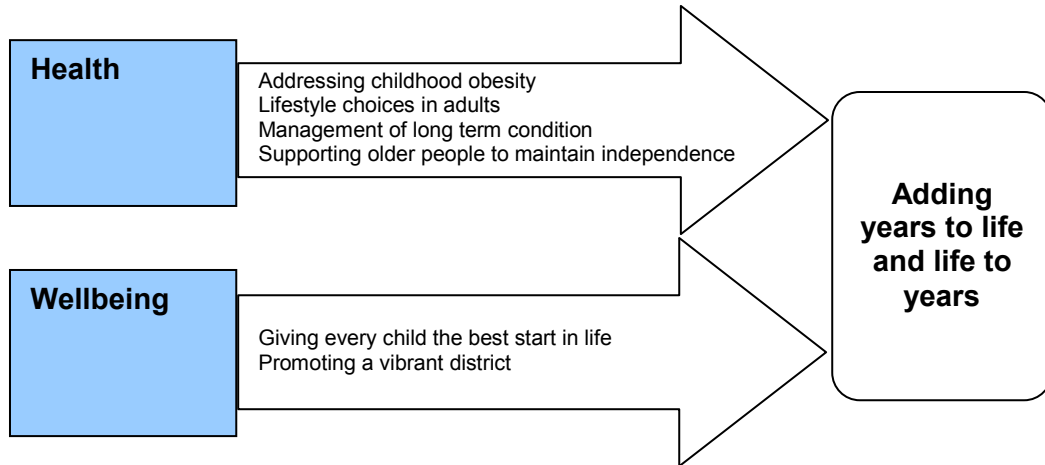 Health
Addressing childhood obesity
Lifestyle choices in adults
Management of long term condition
Supporting older people to maintain independence
Wellbeing
Giving every child the best start in life
Promoting a vibrant district
Adding
years to life
and life to
years